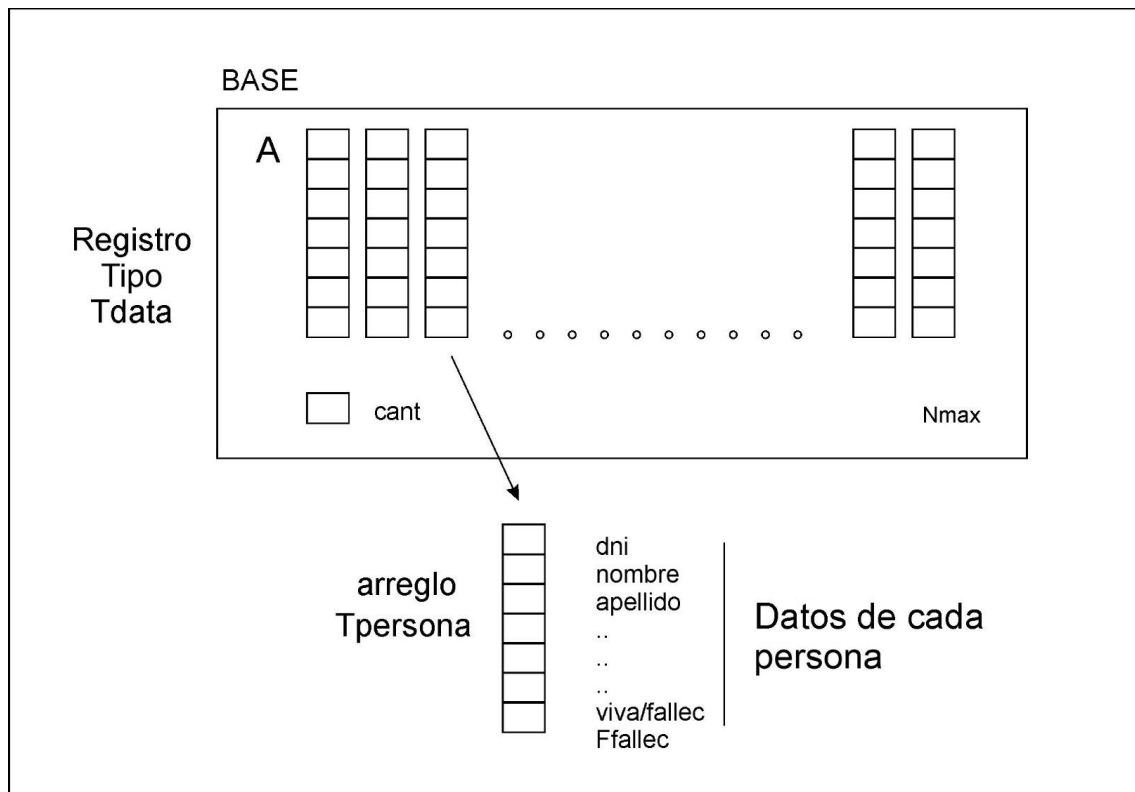 BASE
A
Registro
Tipo
Tdata
cant
Nmax
arreglo
Tpersona
dni
nombre
apellido
..
..
..
viva/fallec
Ffallec
Datos de cada
persona